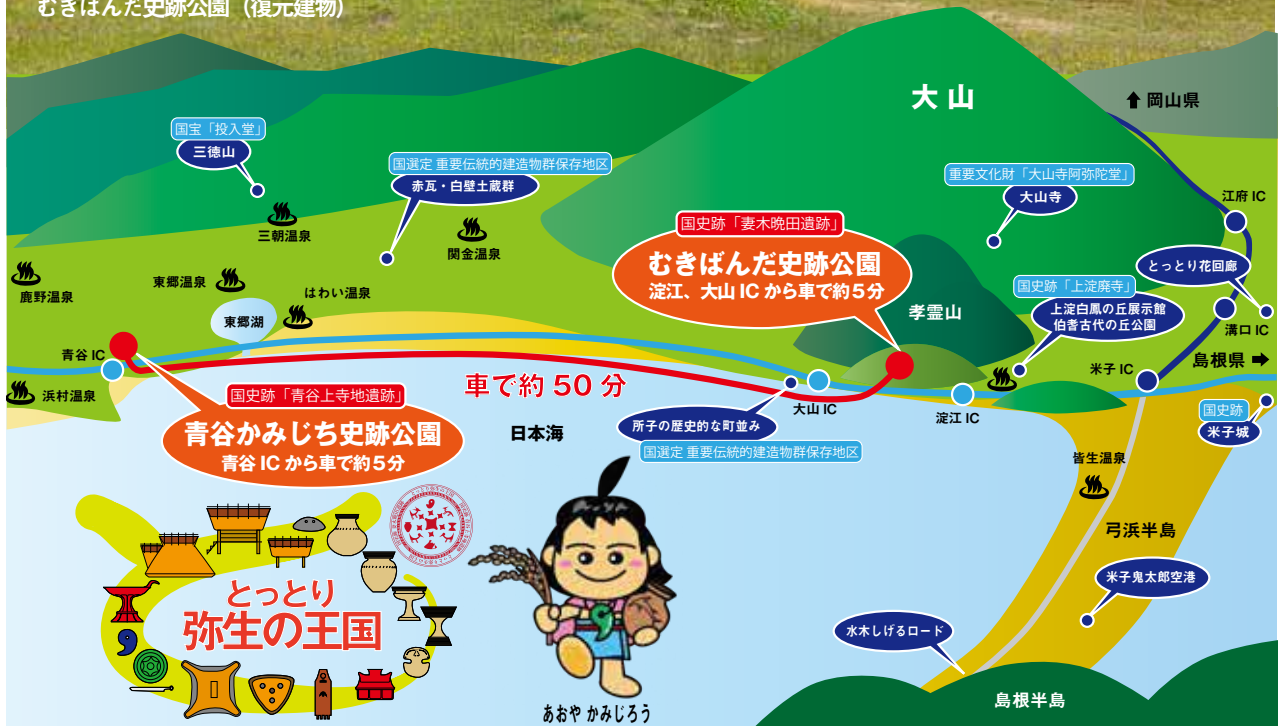 むきばんだ史跡公園（復元建物）
大山
↑岡山県
国宝「投入堂」
三徳山
国選定 重要伝統的建造物群保存地区
赤瓦・白壁土蔵群
重要文化財「大山寺阿弥陀堂」
大山寺
江府 IC
三朝温泉
関金温泉
国史跡「妻木晩田遺跡」
むきばんだ史跡公園
淀江、大山 IC から車で約5分
とっとり花回廊
鹿野温泉
東郷温泉
はわい温泉
東郷湖
孝霊山
国史跡「上淀廃寺」
上淀白鳳の丘展示館
伯耆古代の丘公園
溝口 IC
島根県➡
青谷 IC
浜村温泉
米子 IC
車で約 50 分
大山 IC
淀江 IC
国史跡「青谷上寺地遺跡」
青谷かみじち史跡公園
青谷 IC から車で約5分
日本海
所子の歴史的な町並み
国選定 重要伝統的建造物群保存地区
国史跡
米子城
皆生温泉
弓浜半島
米子鬼太郎空港
水木しげるロード
島根半島
とっとり
弥生の王国
あおや かみじろう